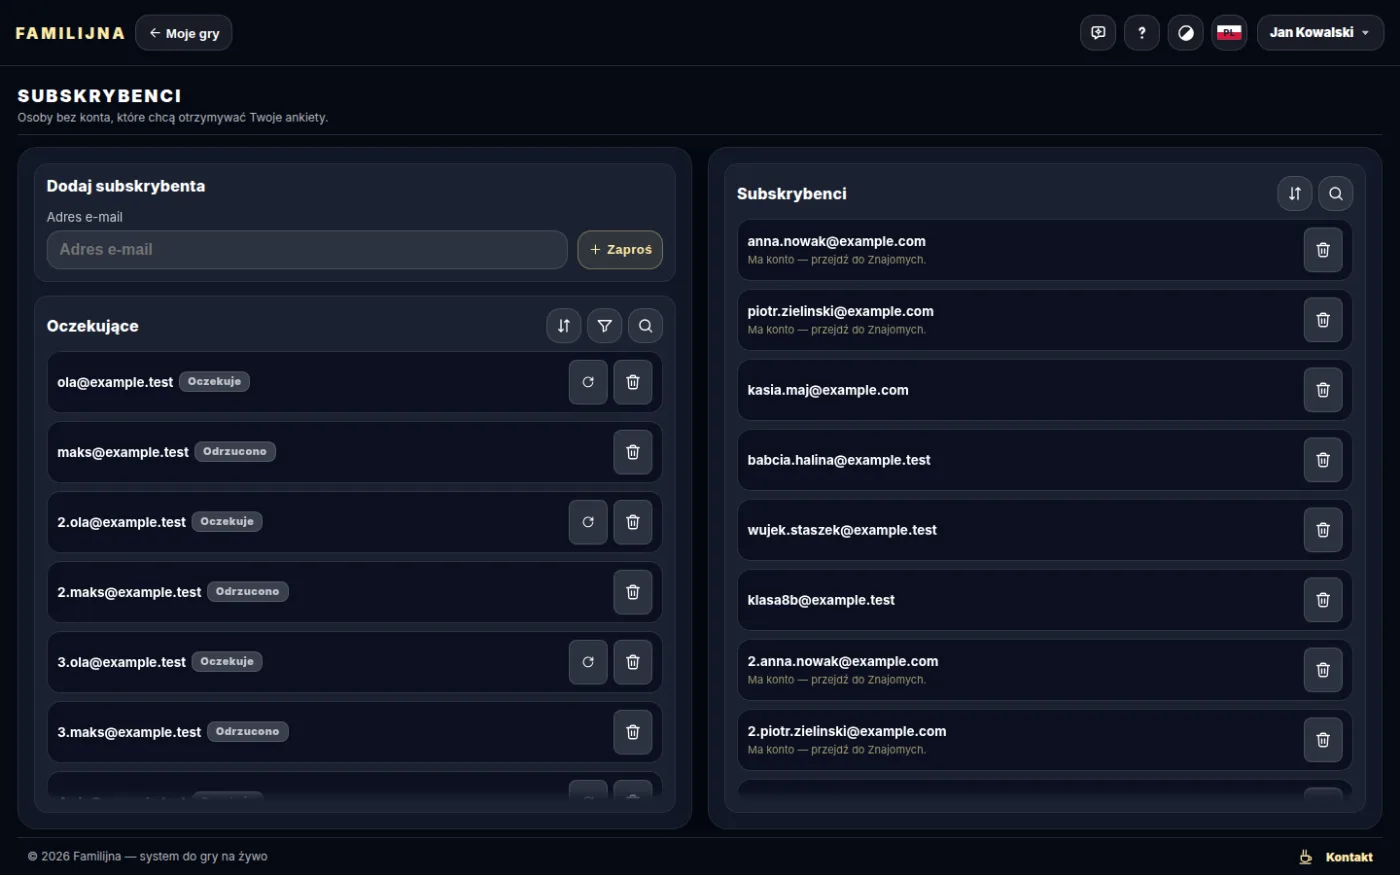 FAMILIJNA
← Moje gry
?
PL
Jan Kowalski
SUBSKRYBENCI
Osoby bez konta, które chcą otrzymywać Twoje ankiety.
Dodaj subskrybenta
Adres e-mail
Adres e-mail
+ Zaproś
Oczekujące
ola@example.test Oczekuje
maks@example.test Odrzucono
2.ola@example.test Oczekuje
2.maks@example.test Odrzucono
3.ola@example.test Oczekuje
3.maks@example.test Odrzucono
Subskrybenci
anna.nowak@example.com
Ma konto — przejdź do Znajomych.
piotr.zielinski@example.com
Ma konto — przejdź do Znajomych.
kasia.maj@example.com
babcia.halina@example.test
wujek.staszek@example.test
klasa8b@example.test
2.anna.nowak@example.com
Ma konto — przejdź do Znajomych.
2.piotr.zielinski@example.com
Ma konto — przejdź do Znajomych.
© 2026 Familijna — system do gry na żywo
Kontakt